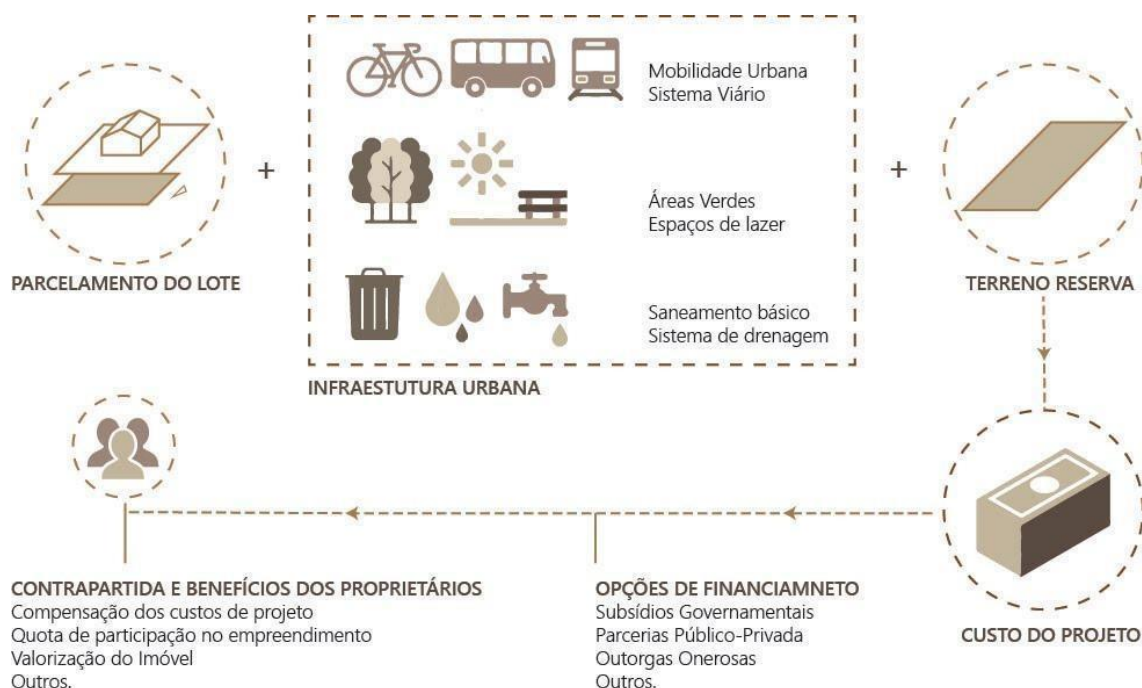 Mobilidade Urbana
Sistema Viário
+
+
Áreas Verdes
Espaços de lazer
PARCELAMENTO DO LOTE
TERRENO RESERVA
Saneamento básico
Sistema de drenagem
INFRAESTUTURA URBANA
CONTRAPARTIDA E BENEFÍCIOS DOS PROPRIETÁRIOS
Compensação dos custos de projeto
Quota de participação no empreendimento
Valorização do Imóvel
Outros.
OPÇÕES DE FINANCIAMNETO
Subsídios Governamentais
Parcerias Público-Privada
Outorgas Onerosas
Outros.
CUSTO DO PROJETO